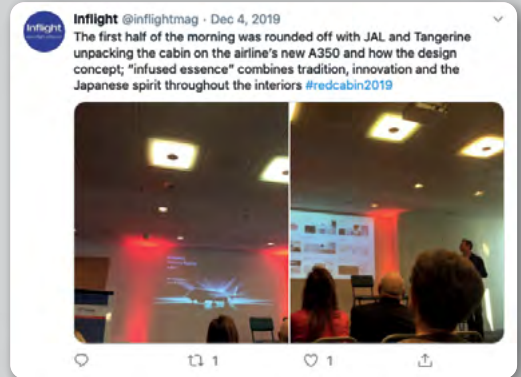 Inflight
Inflight @inflightmag · Dec 4, 2019
The first half of the morning was rounded off with JAL and Tangerine
unpacking the cabin on the airline's new A350 and how the design
concept; "infused essence" combines tradition, innovation and the
Japanese spirit throughout the interiors #redcabin2019
1
1